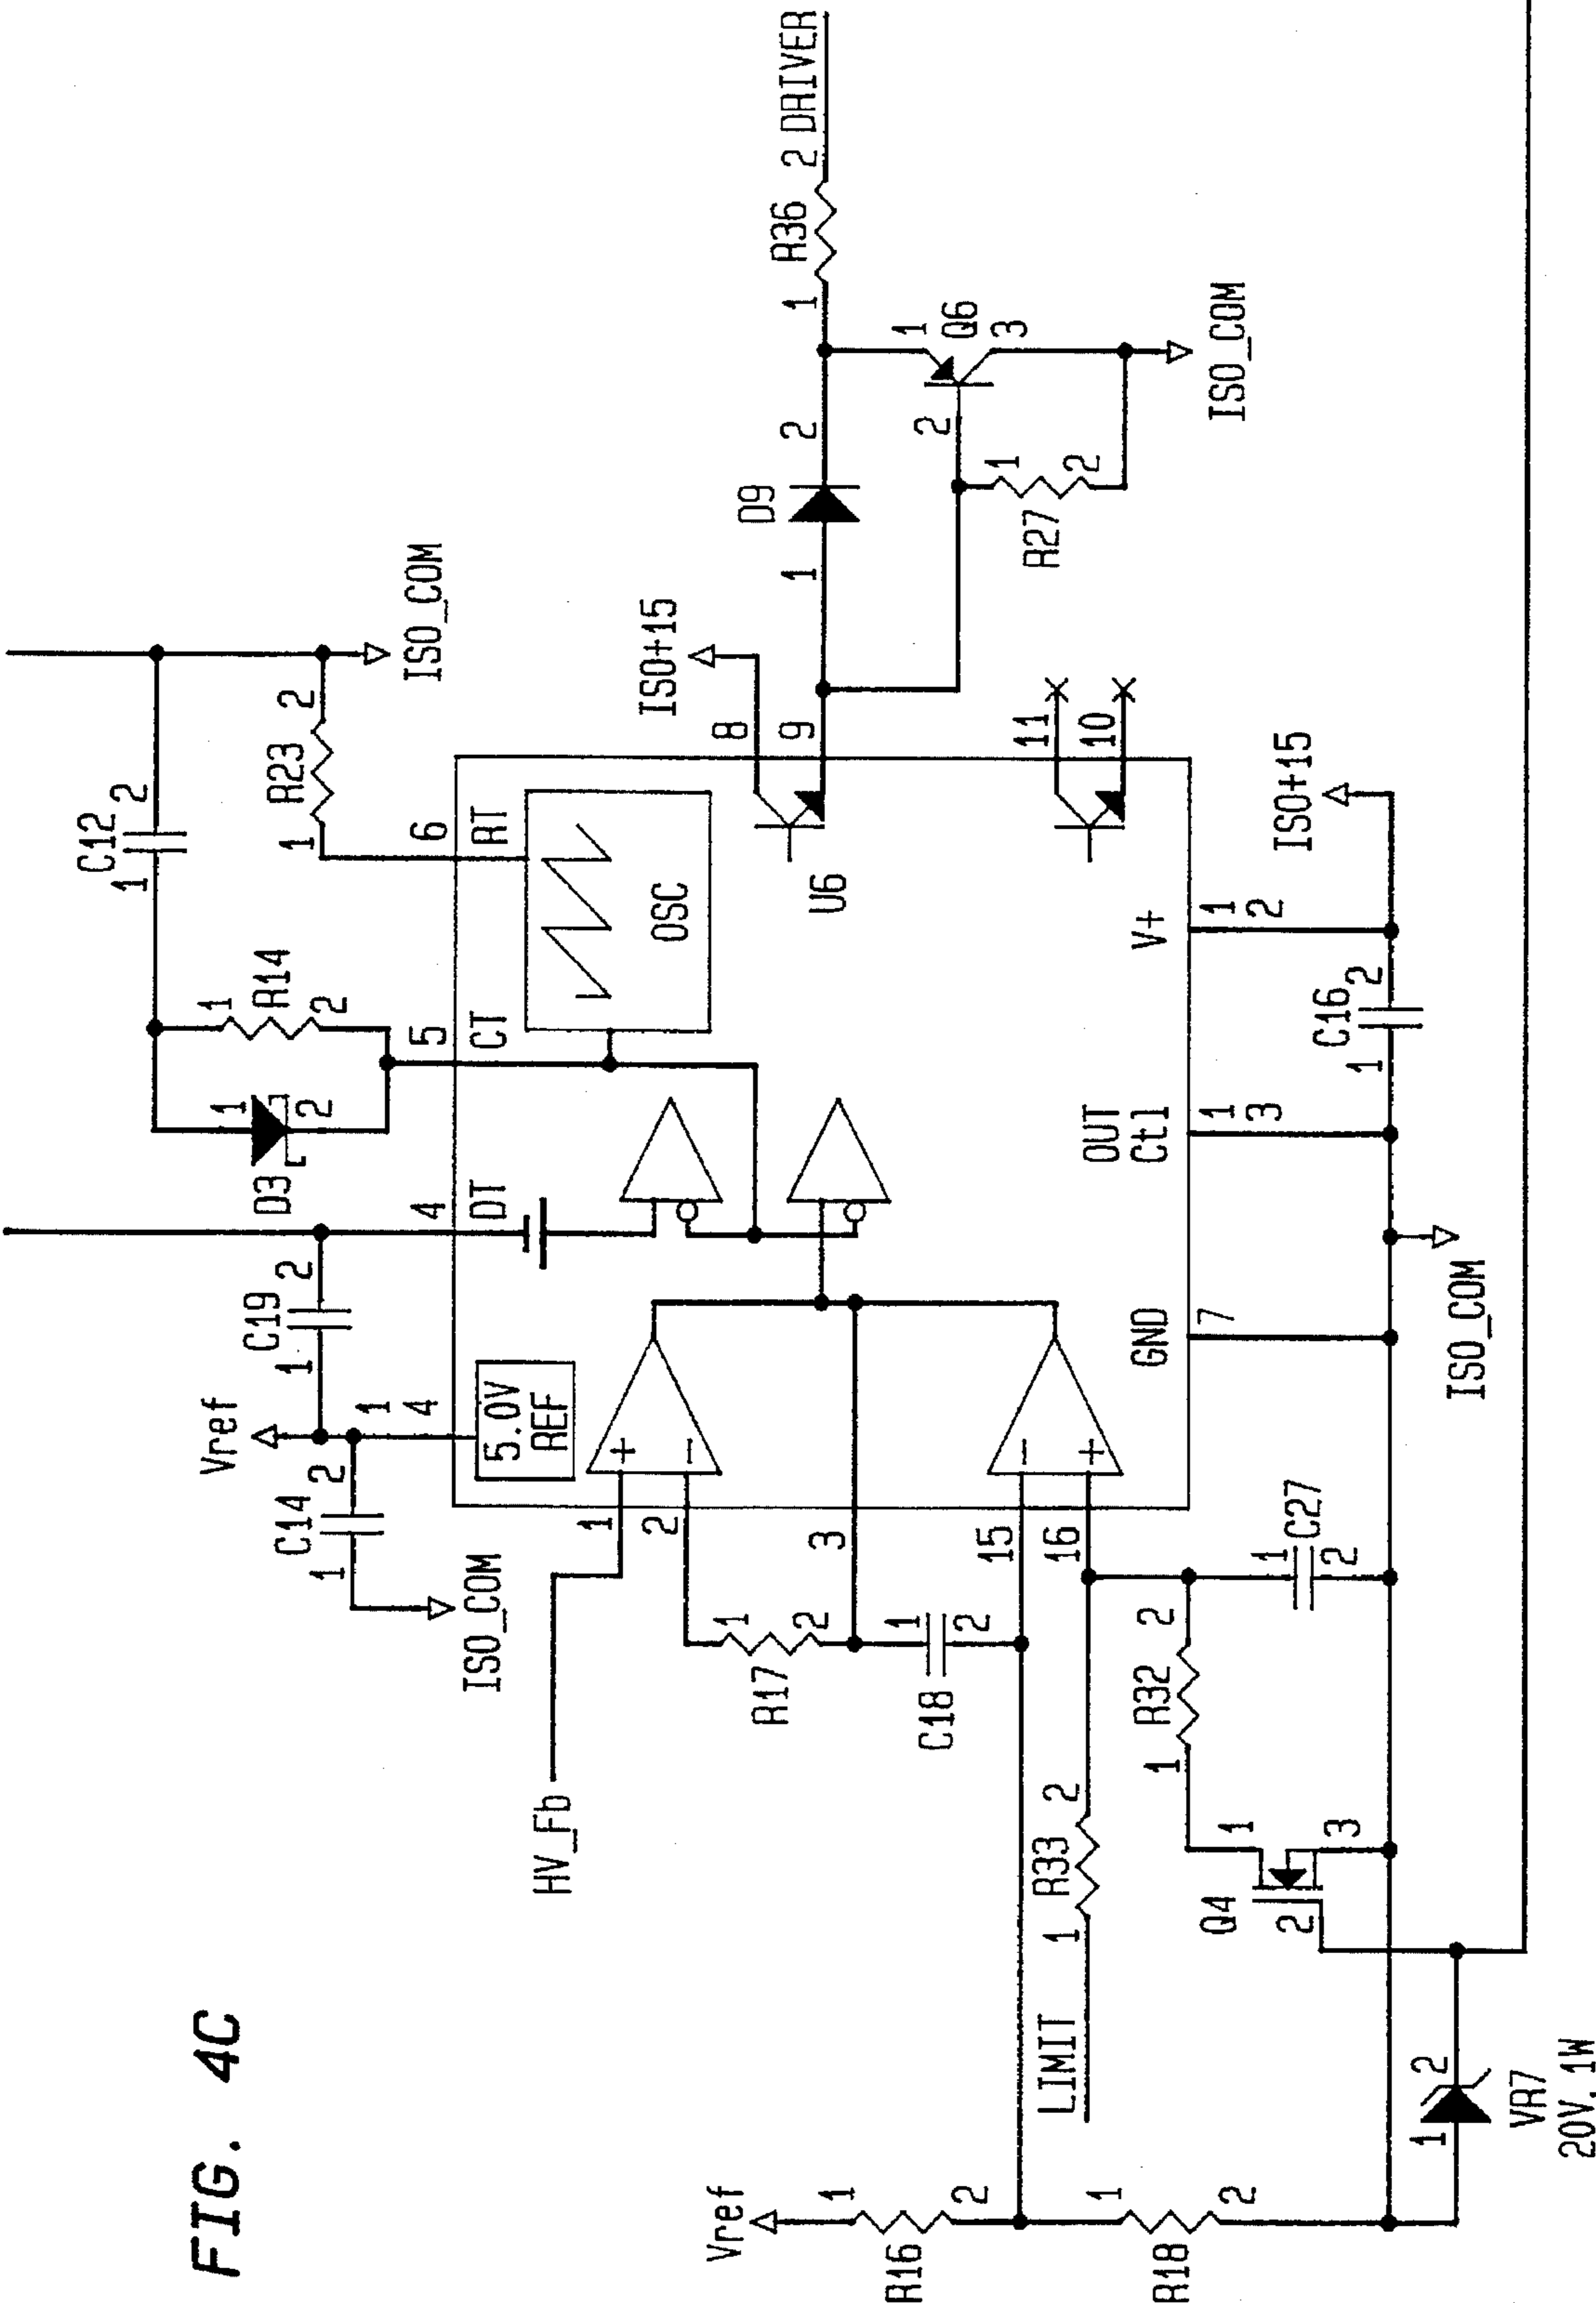 FIG. 4C
C12
1 2
R14
1
2
D3
1
2
R23
1 2
ISO_COM
C19
1 2
Vref
C14
1 2
ISO_COM
1 4
4
DT
5
CT
6
RT
5.0V
REF
OSC
HV_Fb
1
2
3
15
16
+
-
-
+
R17
1
2
C18
1
2
U6
ISO+15
8
9
11
10
D9
1 2
R36
1 2
DRIVER
Q6
1
2
3
R27
1
2
ISO_COM
GND
7
OUT
Ctl
1
3
V+
1
2
C16
1 2
ISO+15
ISO_COM
C27
1
2
R32
1 2
R33
1 2
LIMIT
Q4
1
2
3
Vref
R16
1
2
R18
1
2
1 2
VR7
20V, 1W